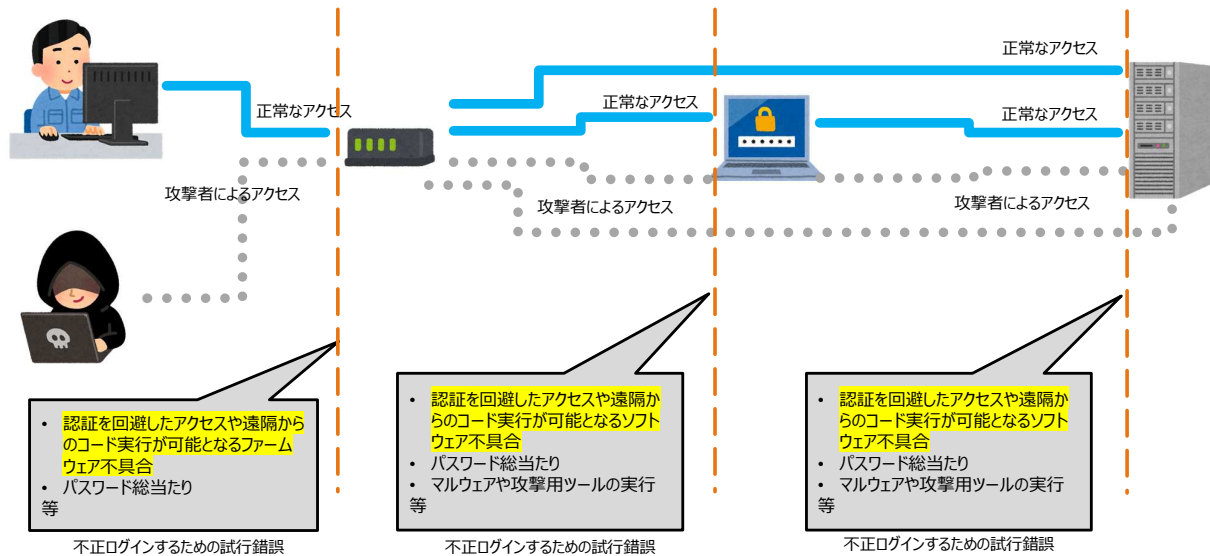 正常なアクセス
正常なアクセス
正常なアクセス
正常なアクセス
攻撃者によるアクセス
攻撃者によるアクセス
攻撃者によるアクセス
• 認証を回避したアクセスや遠隔から
のコード実行が可能となるファーム
ウェア不具合
• パスワード総当たり
等
不正ログインするための試行錯誤
• 認証を回避したアクセスや遠隔か
らのコード実行が可能となるソフト
ウェア不具合
• パスワード総当たり
• マルウェアや攻撃用ツールの実行
等
不正ログインするための試行錯誤
• 認証を回避したアクセスや遠隔か
らのコード実行が可能となるソフト
ウェア不具合
• パスワード総当たり
• マルウェアや攻撃用ツールの実行
等
不正ログインするための試行錯誤